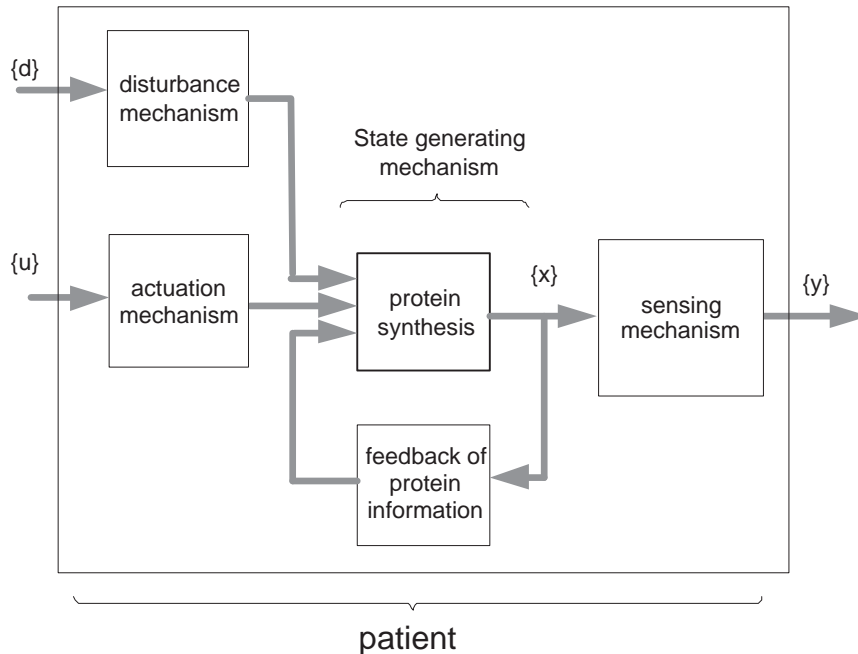 {d}
disturbance
mechanism
State generating
mechanism
{u}
actuation
mechanism
protein
synthesis
{x}
sensing
mechanism
{y}
feedback of
protein
information
patient